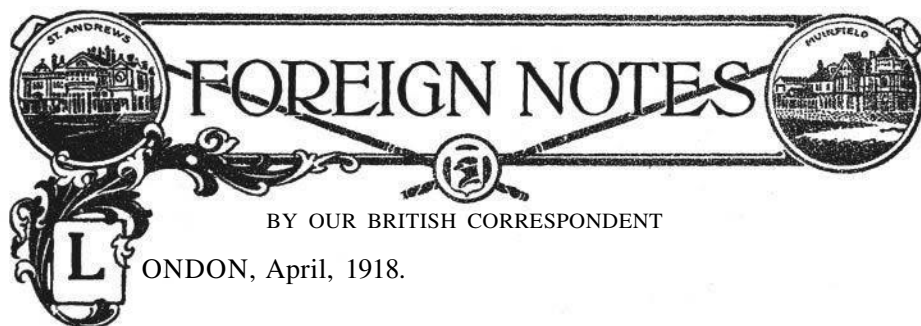 ST. ANDREWS
MUIRFIELD
FOREIGN NOTES
BY OUR BRITISH CORRESPONDENT
LONDON, April, 1918.